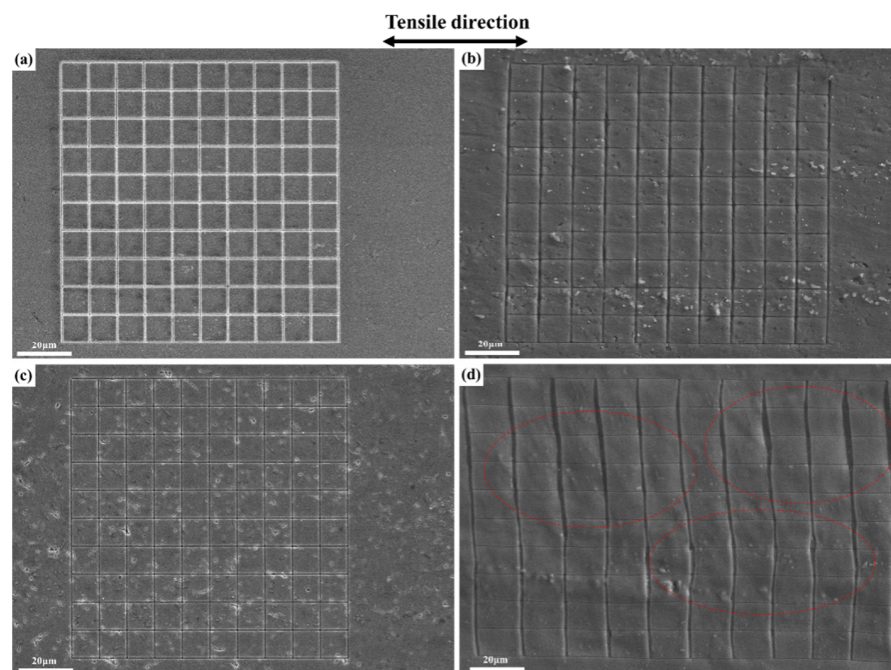 Tensile direction
(a)
(b)
20μm
20μm
(c)
(d)
20μm
20μm